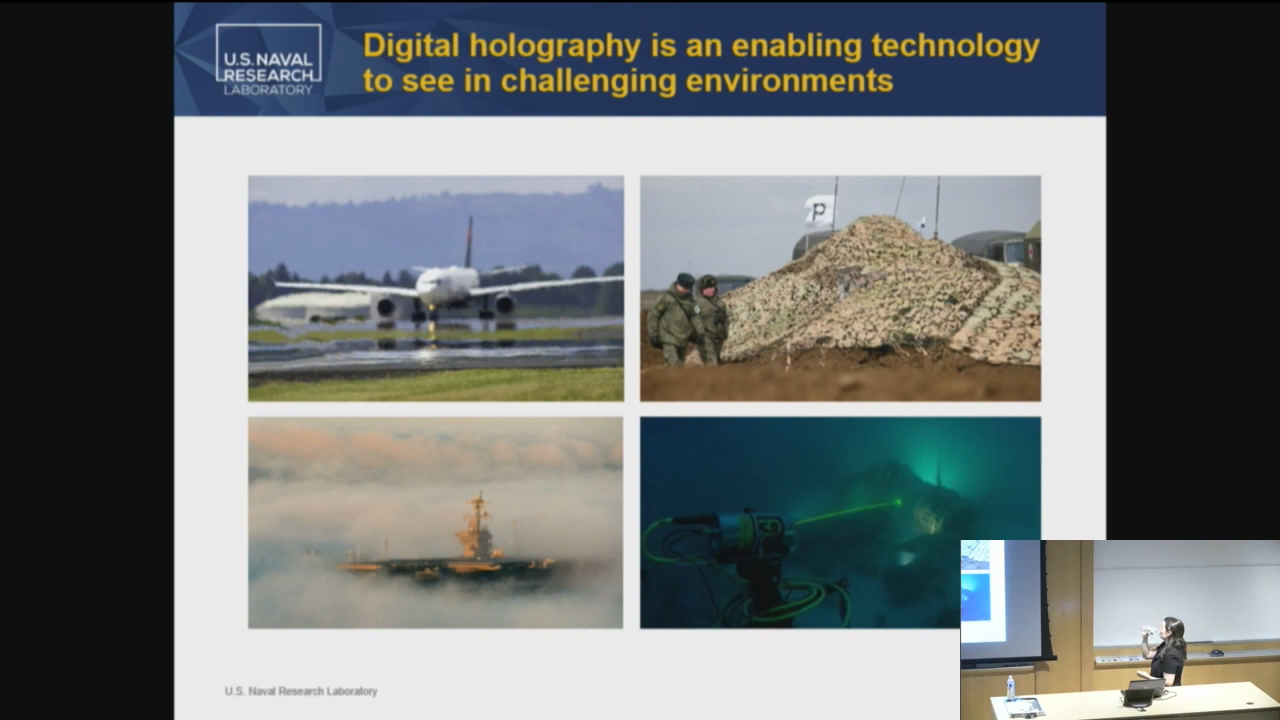 U.S. NAVAL
RESEARCH
LABORATORY
Digital holography is an enabling technology
to see in challenging environments
P
U.S. Naval Research Laboratory